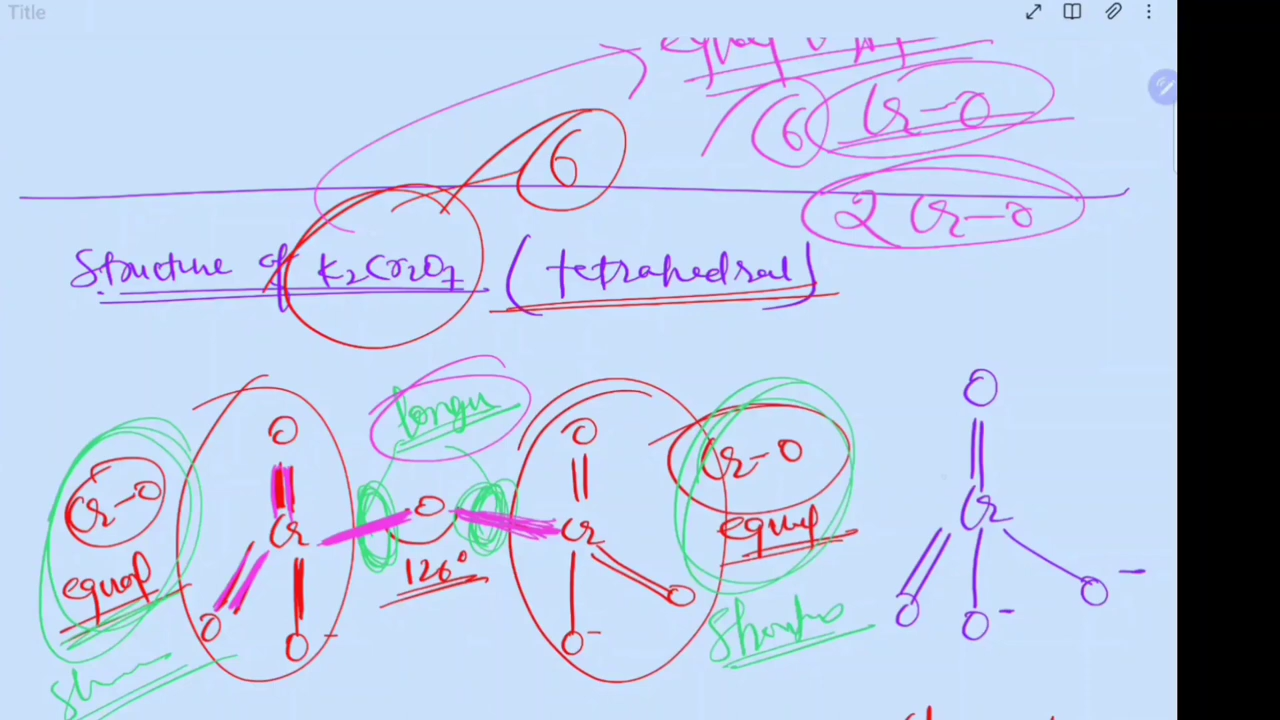 Title
6 Cr-O
6
2 Cr-O
Structure of K2Cr2O7 (tetrahedral)
longer
O
O
O
Cr-O
Cr-O
Cr
O
Cr
equal
Cr
equal
126°
O
O
O
O-
O-
O-
O-